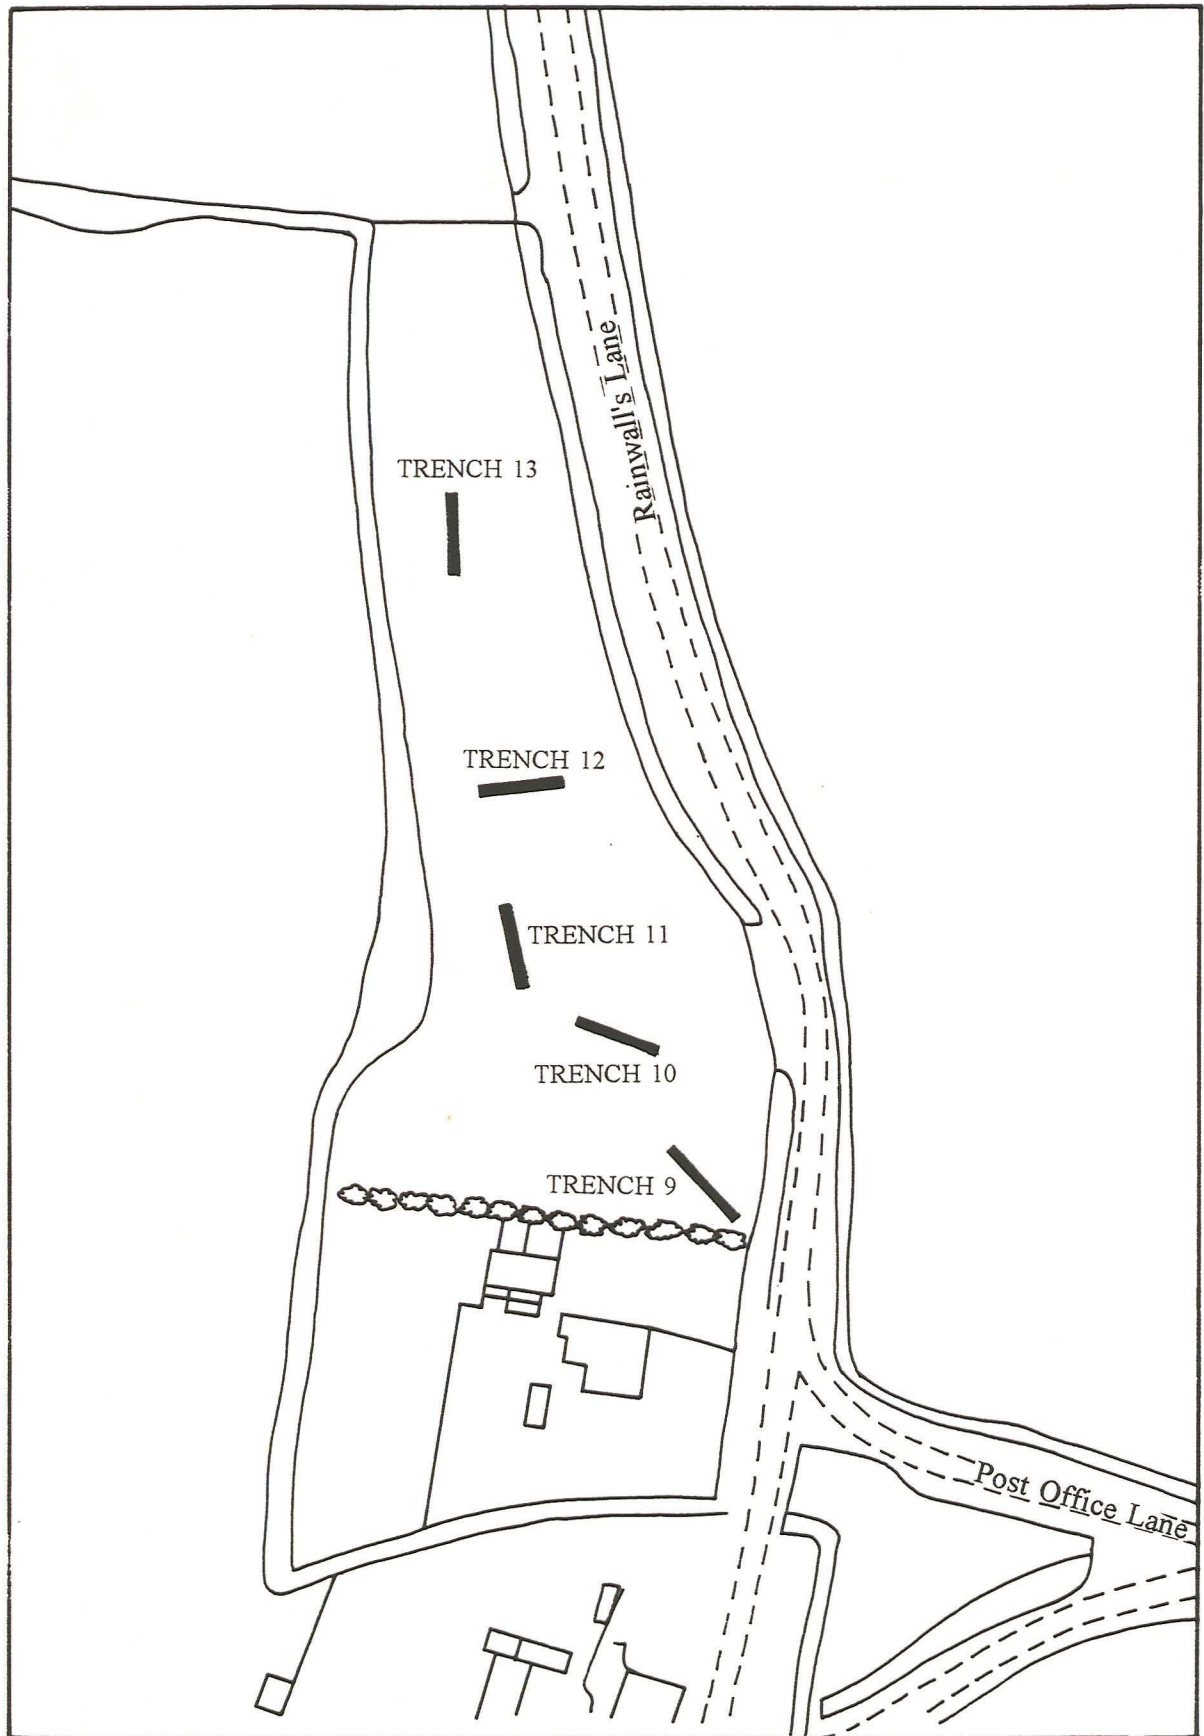 Rainwall's Lane
TRENCH 13
TRENCH 12
TRENCH 11
TRENCH 10
TRENCH 9
Post Office Lane